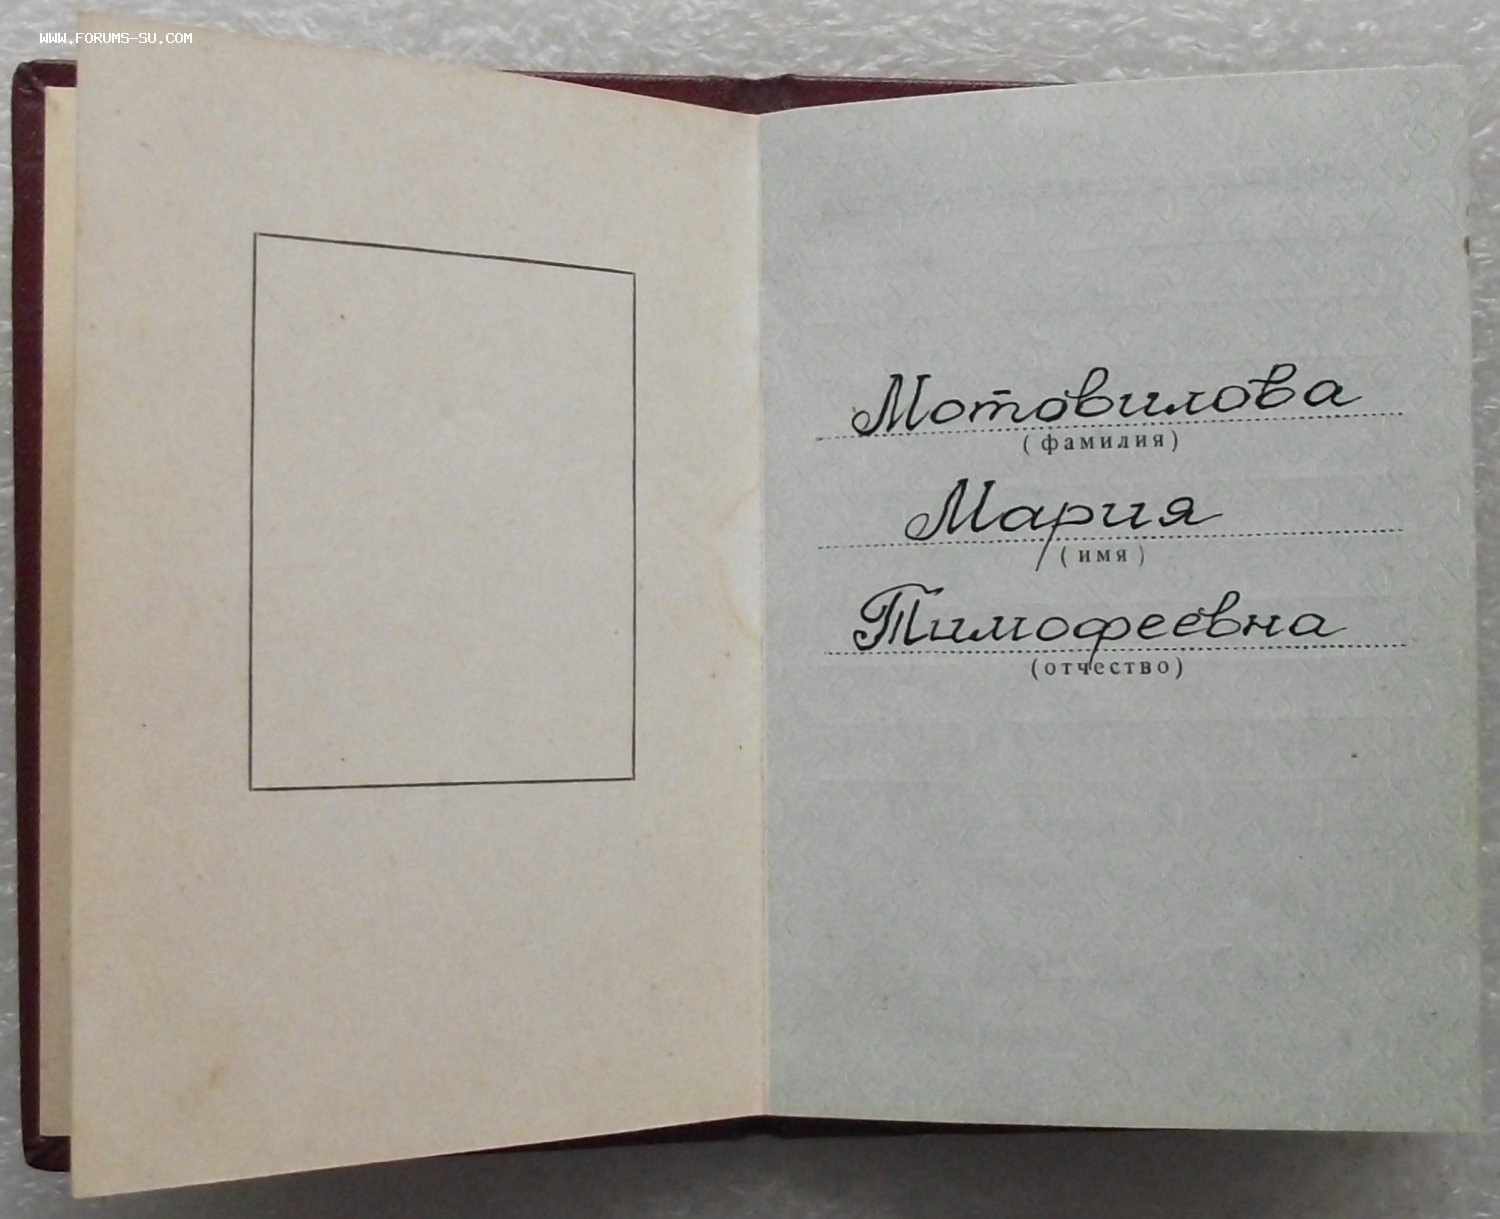 WWW.FORUMS-SU.COM
Мотовилова
(фамилия)
Мария
(имя)
Тимофеевна
(отчество)